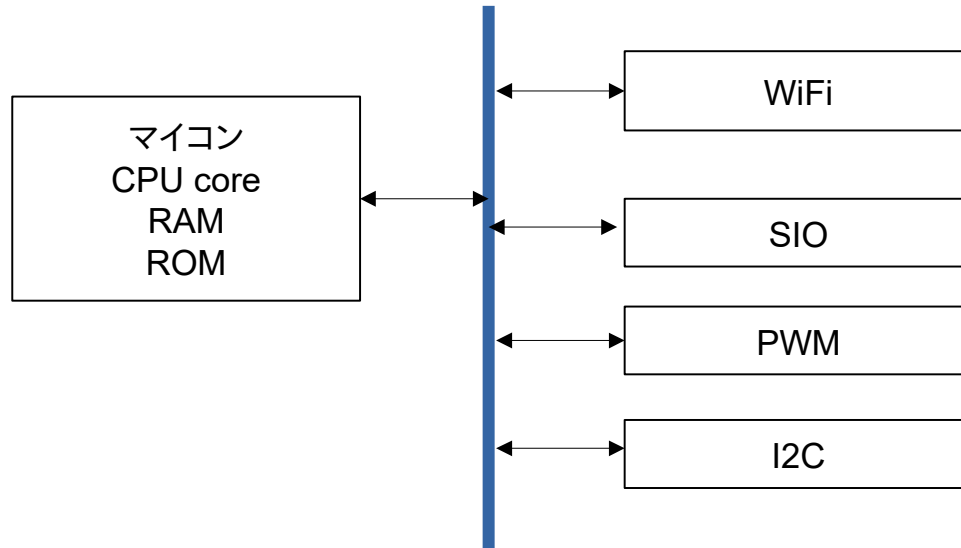 マイコン
CPU core
RAM
ROM
WiFi
SIO
PWM
I2C